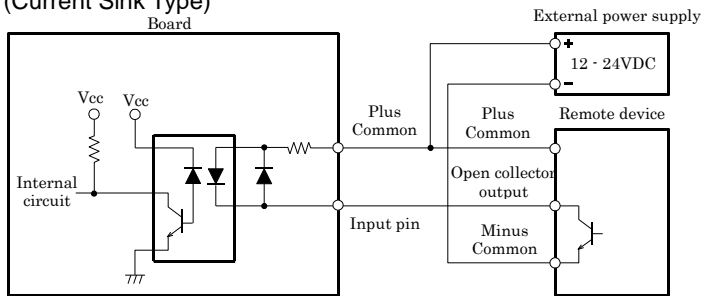 (Current Sink Type)
Board
External power supply
+
12 - 24VDC
-
Vcc
Vcc
Plus
Common
Plus
Common
Remote device
Internal
circuit
Open collector
output
Input pin
Minus
Common